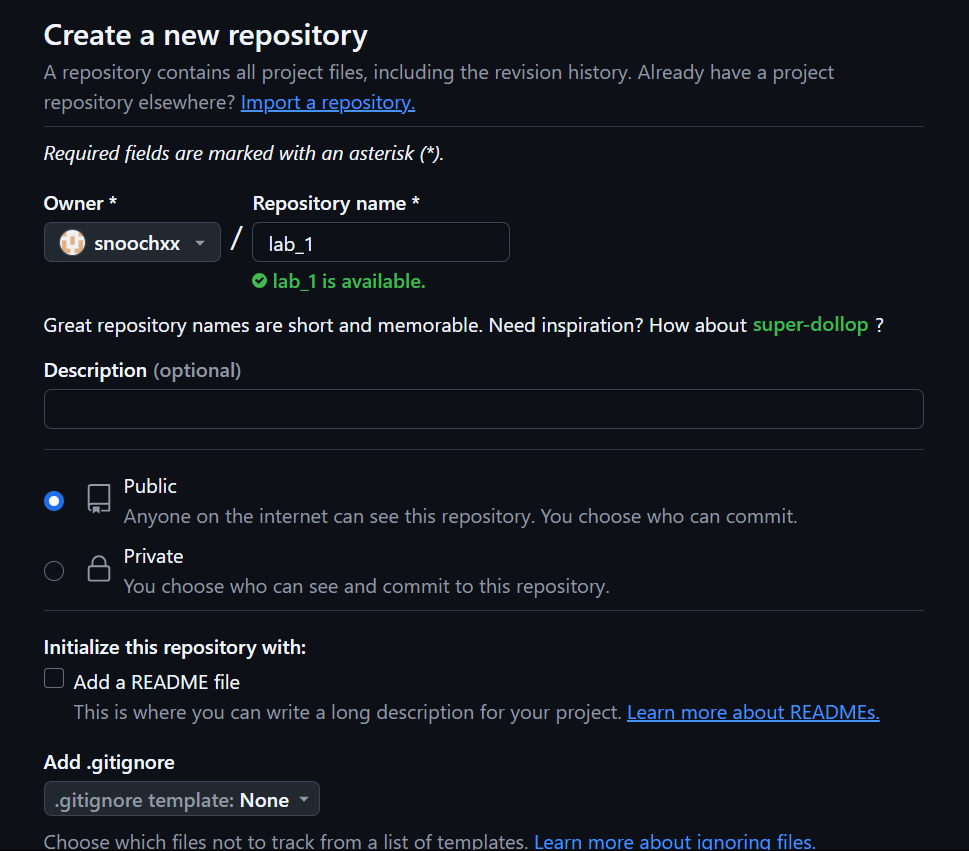 Create a new repository
A repository contains all project files, including the revision history. Already have a project
repository elsewhere? Import a repository.
Required fields are marked with an asterisk (*).
Owner * Repository name *
snoochxx / lab_1
lab_1 is available.
Great repository names are short and memorable. Need inspiration? How about super-dollop ?
Description (optional)
Public
Anyone on the internet can see this repository. You choose who can commit.
Private
You choose who can see and commit to this repository.
Initialize this repository with:
Add a README file
This is where you can write a long description for your project. Learn more about READMEs.
Add .gitignore
.gitignore template: None
Choose which files not to track from a list of templates. Learn more about ignoring files.